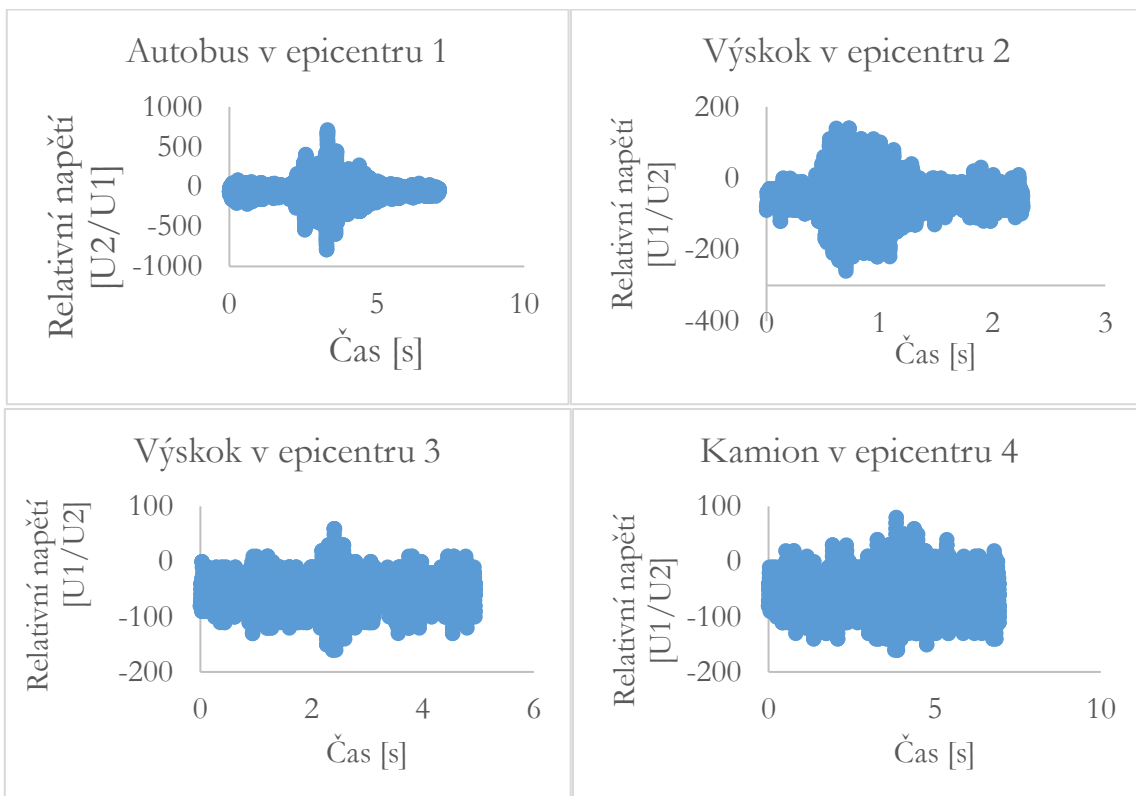 Autobus v epicentru 1
Relativní napětí
[U2/U1]
1000
500
0
-500
-1000
0
5
10
Čas [s]
Výskok v epicentru 2
Relativní napětí
[U1/U2]
200
0
-200
-400
0
1
2
3
Čas [s]
Výskok v epicentru 3
Relativní napětí
[U1/U2]
100
0
-100
-200
0
2
4
6
Čas [s]
Kamion v epicentru 4
Relativní napětí
[U1/U2]
100
0
-100
-200
0
5
10
Čas [s]